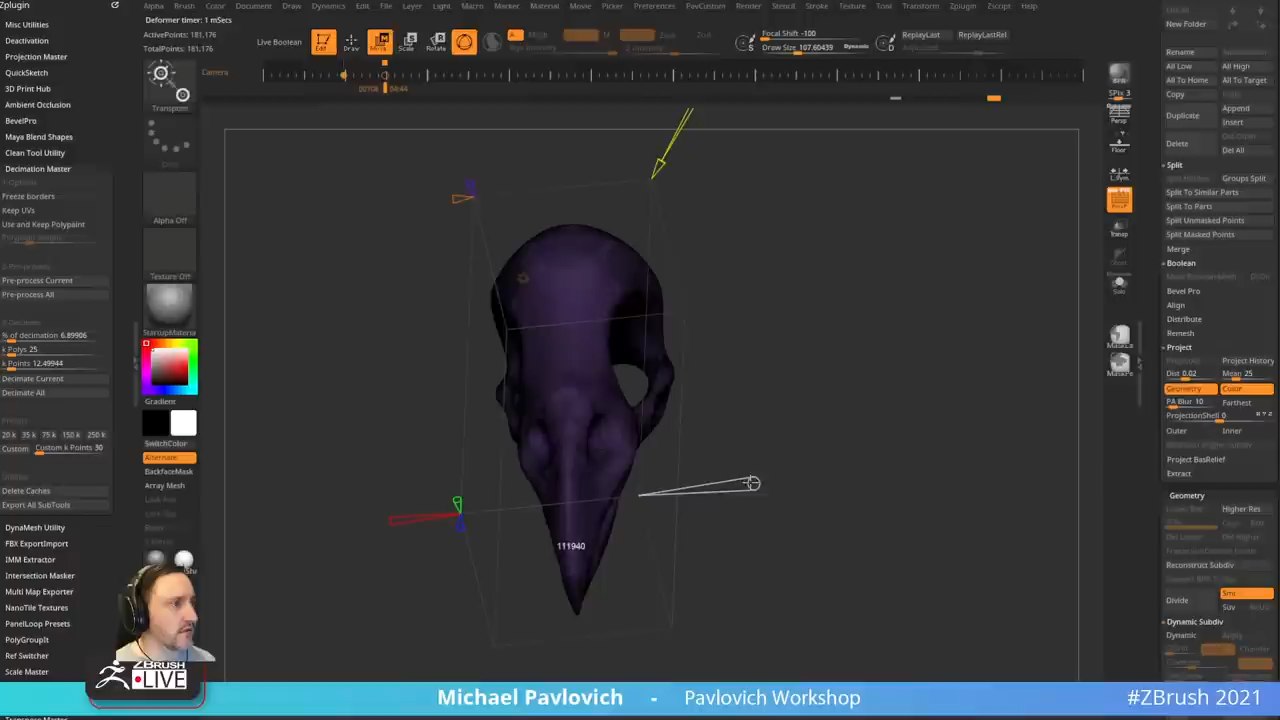 Zplugin
Alpha Brush Color Document Draw Dynamics Edit File Layer Light Macro Marker Material Movie Picker Preferences PavCustom Render Stencil Stroke Texture Tool Transform Zplugin Zscript Help
Misc Utilities
Deactivation
Projection Master
QuickSketch
3D Print Hub
Ambient Occlusion
BevelPro
Maya Blend Shapes
Clean Tool Utility
Decimation Master
Freeze borders
Keep UVs
Use and Keep Polypaint
Pre-process Current
Pre-process All
% of decimation 6.89906
k Polys 25
k Points 12.49944
Decimate Current
Decimate All
20 k 35 k 75 k 150 k 250 k
Custom Custom k Points 30
Delete Caches
Export All SubTools
DynaMesh Utility
FBX ExportImport
IMM Extractor
Intersection Masker
Multi Map Exporter
NanoTile Textures
PanelLoop Presets
PolyGroupIt
Ref Switcher
Scale Master
Deformer timer: 1 mSecs
ActivePoints: 181,176
TotalPoints: 181,176
Live Boolean
Edit Draw Move Scale Rotate
Focal Shift -100
Draw Size 107.60439 Dynamic
ReplayLast ReplayLastRel
Camera
04:44
Transpose
Alpha Off
Texture Off
StartupMaterial
Gradient
SwitchColor
Alternate
BackfaceMask
Array Mesh
111940
SPix 3
Persp
Floor
L.Sym
Transp
Solo
New Folder
Rename
All Low All High
All To Home All To Target
Copy
Duplicate Append
Insert
Delete Del All
Split
Groups Split
Split To Similar Parts
Split To Parts
Split Unmasked Points
Split Masked Points
Merge
Boolean
Bevel Pro
Align
Distribute
Remesh
Project
Project History
Dist 0.02 Mean 25
Geometry Color
PA Blur 10 Farthest
ProjectionShell 0
Outer Inner
Project BasRelief
Extract
Geometry
Higher Res
Reconstruct Subdiv
Divide Smt
Suv
Dynamic Subdiv
Dynamic
ZBRUSH
LIVE
Michael Pavlovich - Pavlovich Workshop #ZBrush 2021